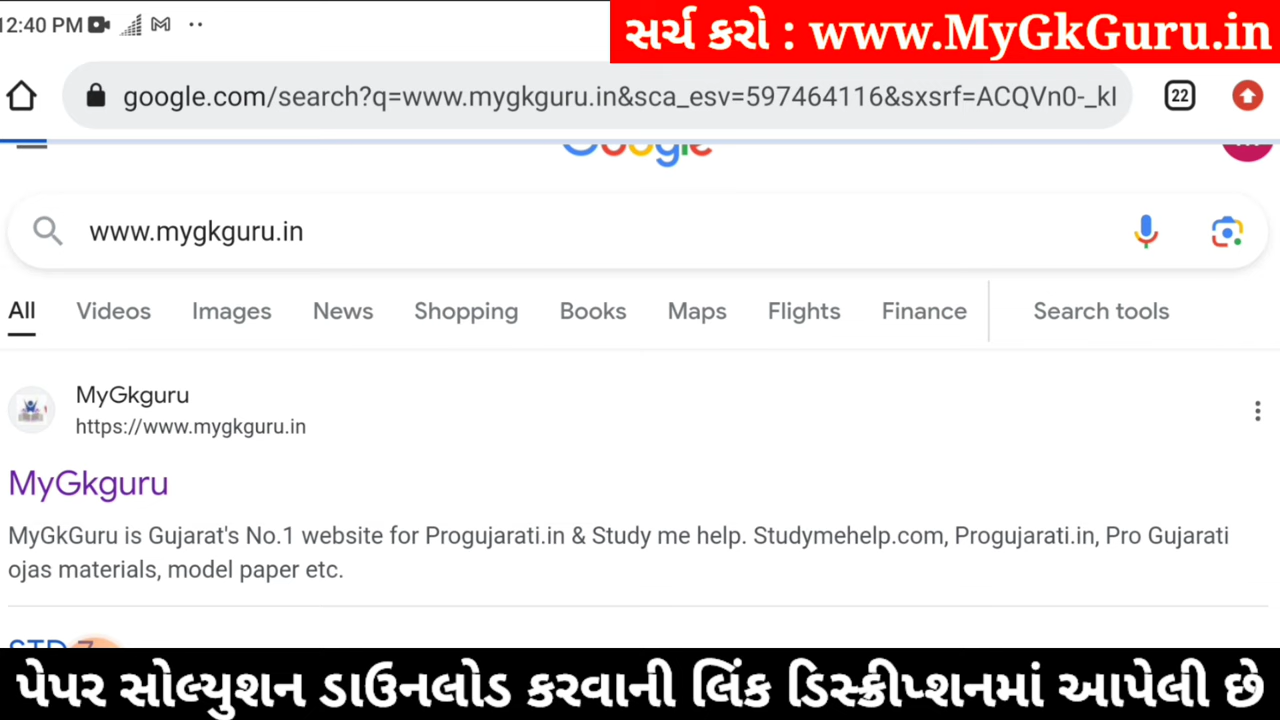 12:40 PM
સર્ચ કરો : www.MyGkGuru.in
google.com/search?q=www.mygkguru.in&sca_esv=597464116&sxsrf=ACQVn0-_kI
22
Google
www.mygkguru.in
All Videos Images News Shopping Books Maps Flights Finance Search tools
MyGkguru
https://www.mygkguru.in
MyGkguru
MyGkGuru is Gujarat's No.1 website for Progujarati.in & Study me help. Studymehelp.com, Progujarati.in, Pro Gujarati
ojas materials, model paper etc.
STD 7
પેપર સોલ્યુશન ડાઉનલોડ કરવાની લિંક ડિસ્ક્રીપ્શનમાં આપેલી છે